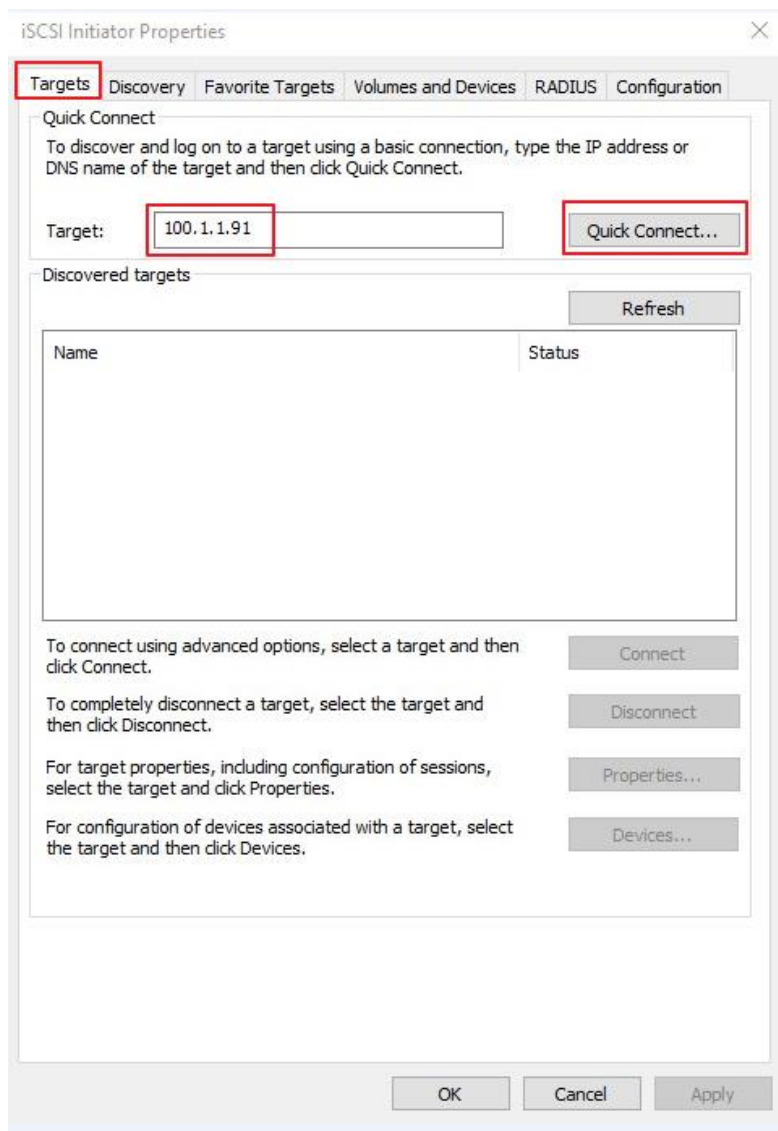 iSCSI Initiator Properties
Targets Discovery Favorite Targets Volumes and Devices RADIUS Configuration
Quick Connect
To discover and log on to a target using a basic connection, type the IP address or
DNS name of the target and then click Quick Connect.
Target: 100.1.1.91 Quick Connect...
Discovered targets
Refresh
Name Status
To connect using advanced options, select a target and then
click Connect.
Connect
To completely disconnect a target, select the target and
then click Disconnect.
Disconnect
For target properties, including configuration of sessions,
select the target and click Properties.
Properties...
For configuration of devices associated with a target, select
the target and then click Devices.
Devices...
OK Cancel Apply